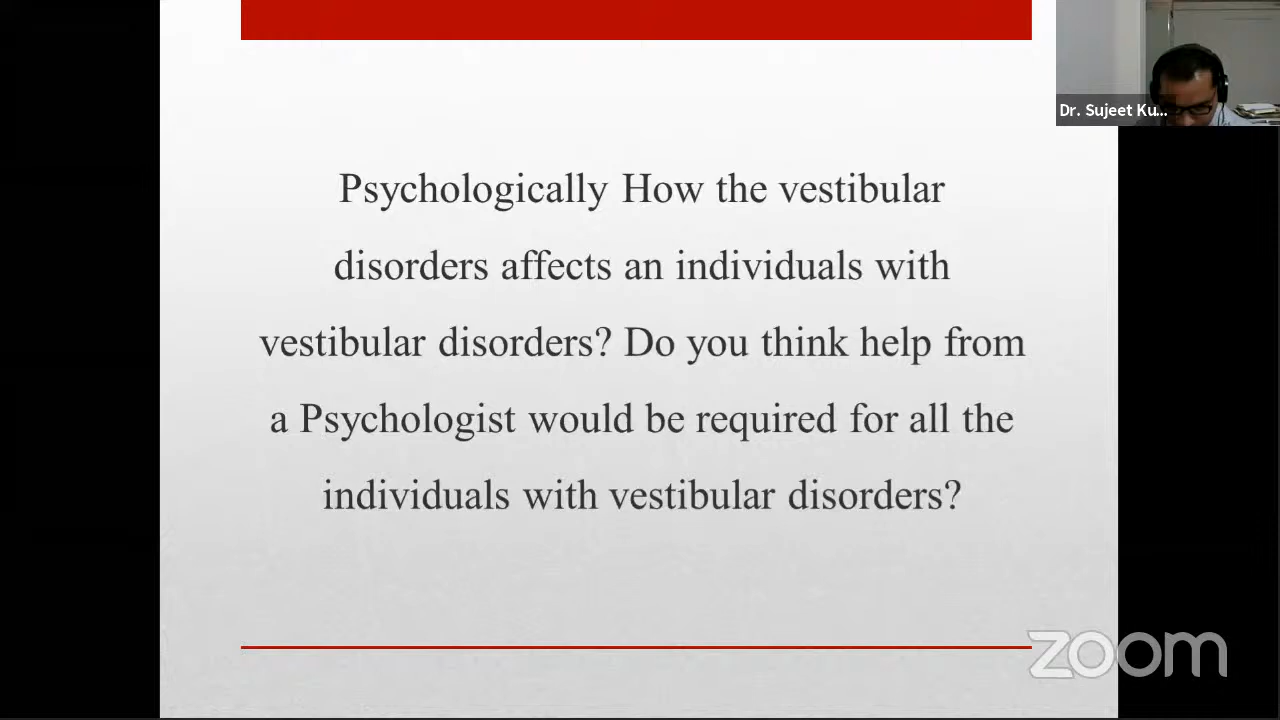 Dr. Sujeet Ku...
Psychologically How the vestibular
disorders affects an individuals with
vestibular disorders? Do you think help from
a Psychologist would be required for all the
individuals with vestibular disorders?
zoom